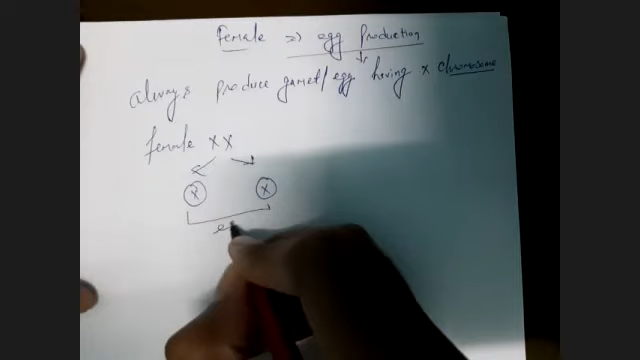 Female => egg Production
always produce gamet/egg having x chromosome
female XX
X X
e